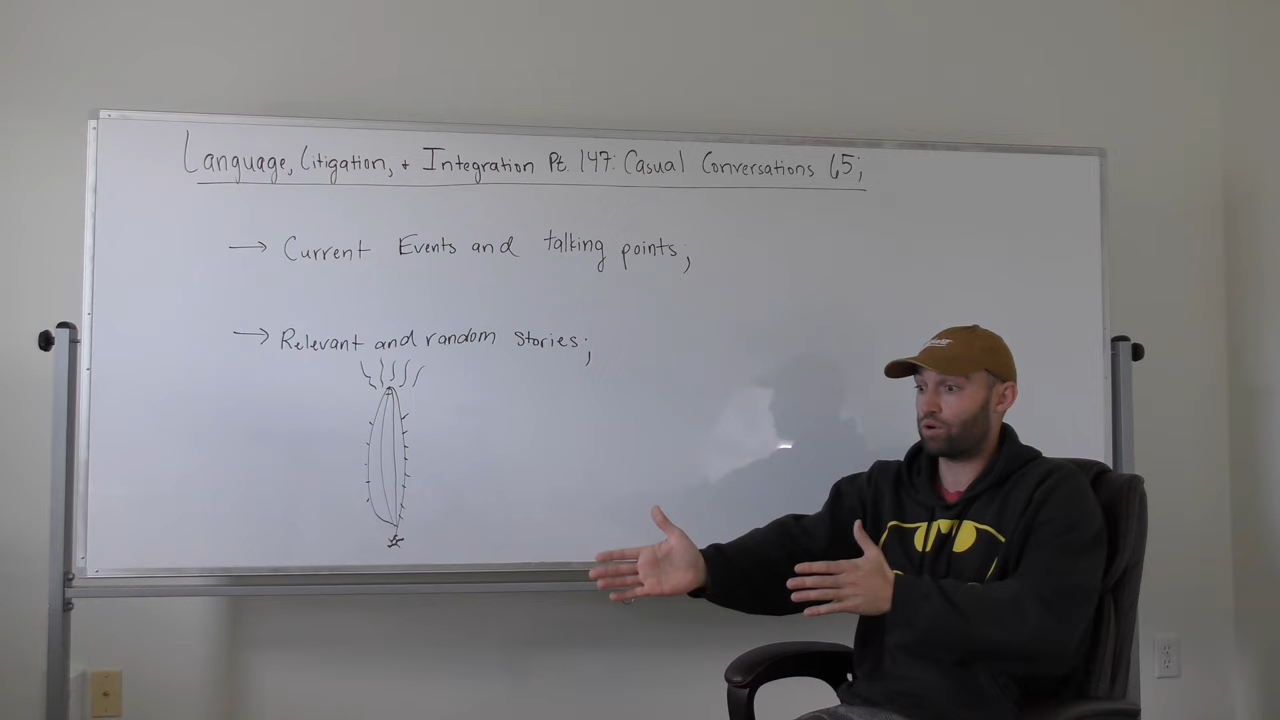 Language, Litigation, + Integration Pt. 147: Casual Conversations 65;
→ Current Events and talking points;
→ Relevant and random stories;